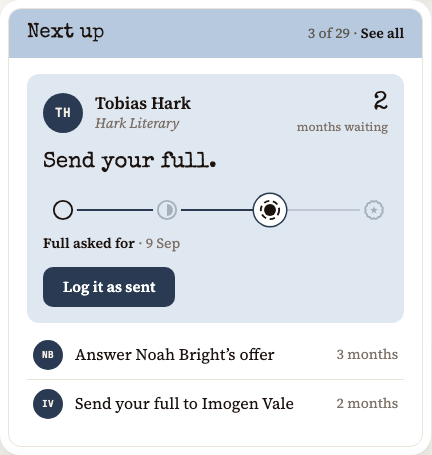 Next up
3 of 29 · See all
TH
Tobias Hark
Hark Literary
2
months waiting
Send your full.
Full asked for · 9 Sep
Log it as sent
NB
Answer Noah Bright’s offer
3 months
IV
Send your full to Imogen Vale
2 months